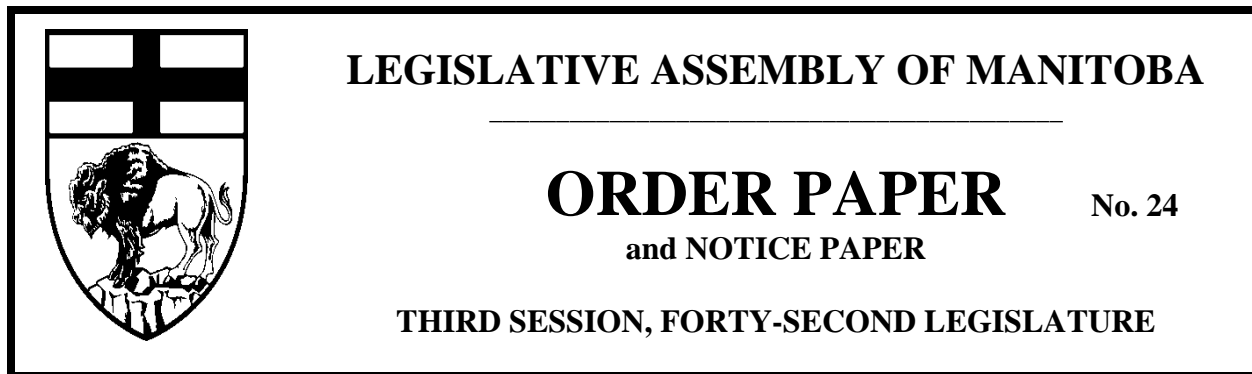 LEGISLATIVE ASSEMBLY OF MANITOBA
ORDER PAPER No. 24
and NOTICE PAPER
THIRD SESSION, FORTY-SECOND LEGISLATURE